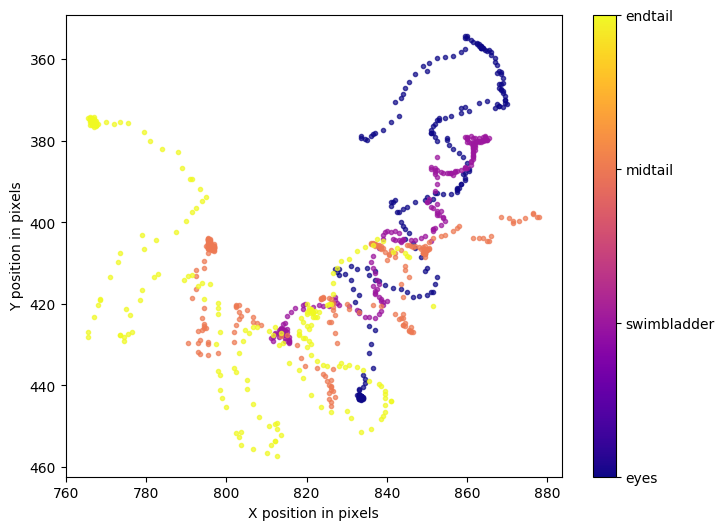 360
380
400
420
440
460
Y position in pixels
760
780
800
820
840
860
880
X position in pixels
endtail
midtail
swimbladder
eyes